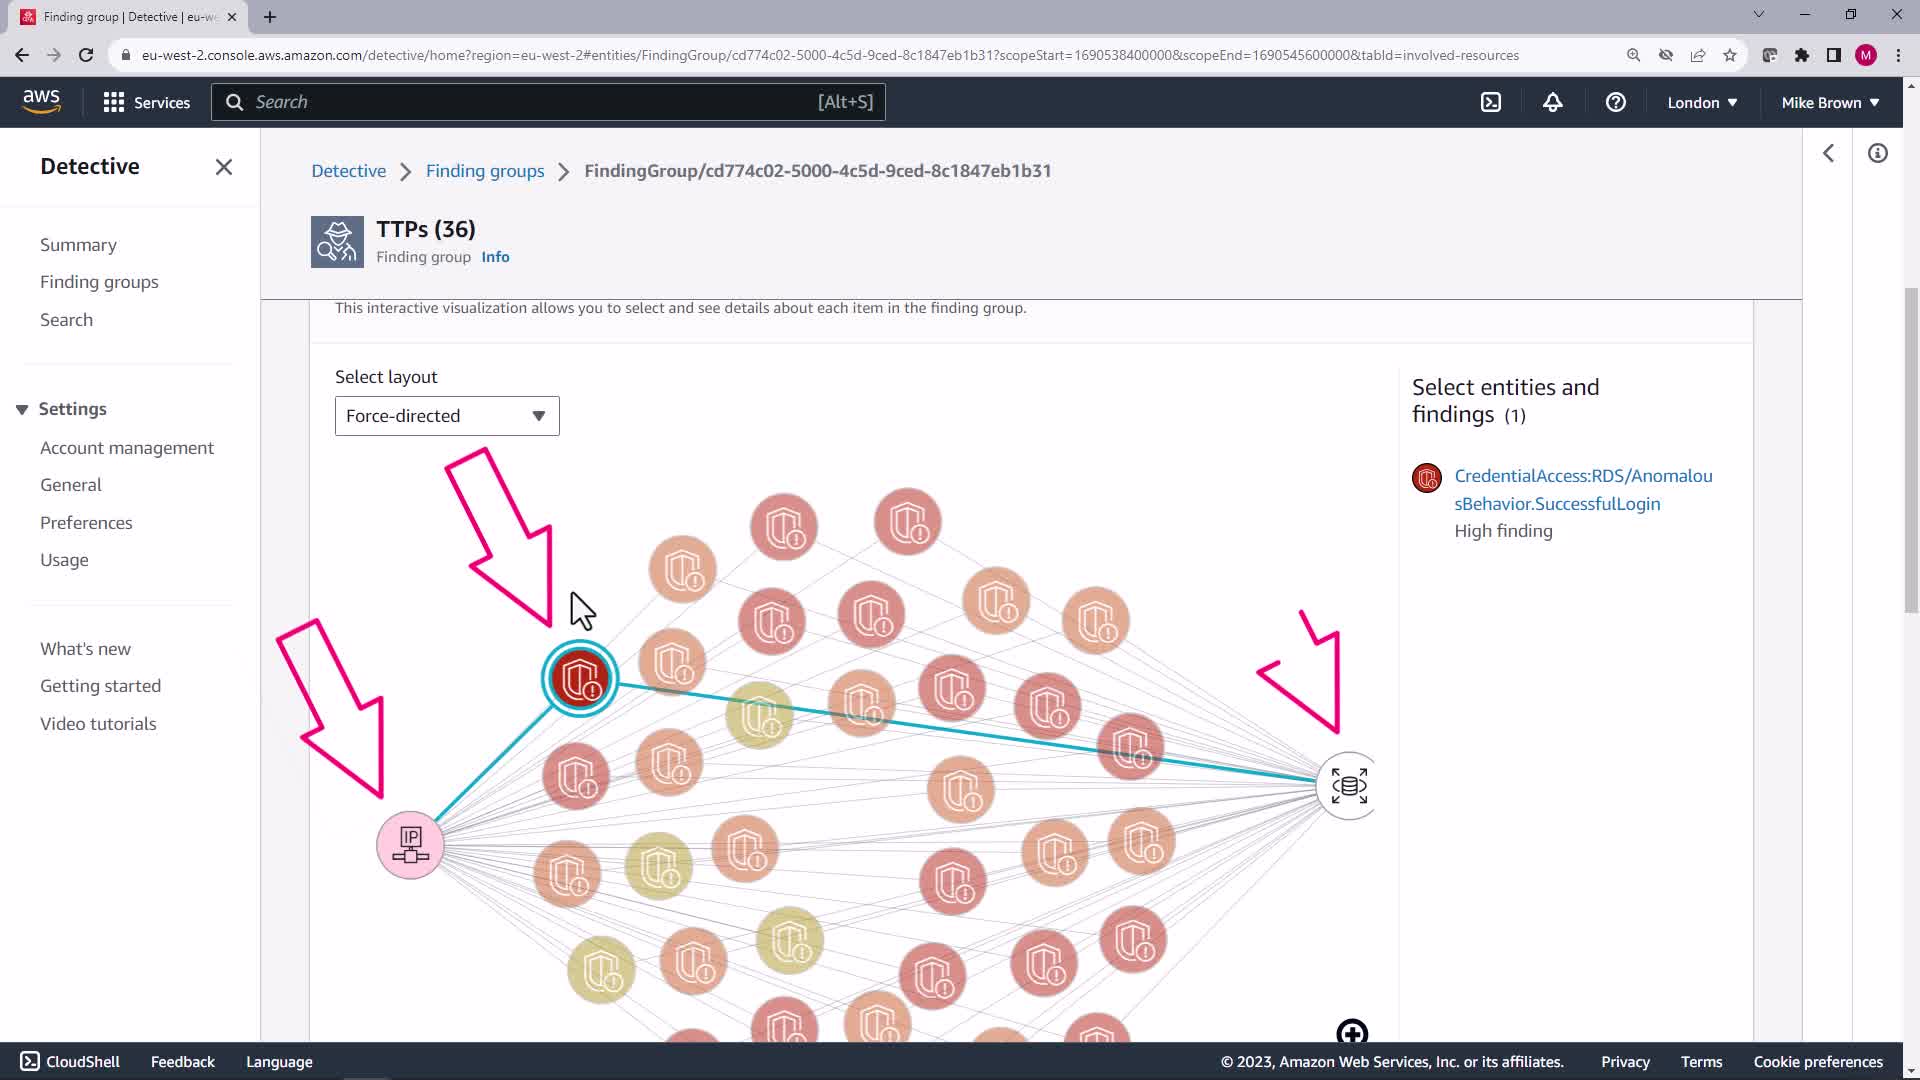 Finding group | Detective | eu-we
eu-west-2.console.aws.amazon.com/detective/home?region=eu-west-2#entities/FindingGroup/cd774c02-5000-4c5d-9ced-8c1847eb1b31?scopeStart=1690538400000&scopeEnd=1690545600000&tabId=involved-resources
M
aws
Services
Search
[Alt+S]
London
Mike Brown
Detective
Summary
Finding groups
Search
Settings
Account management
General
Preferences
Usage
What's new
Getting started
Video tutorials
Detective
Finding groups
FindingGroup/cd774c02-5000-4c5d-9ced-8c1847eb1b31
TTPs (36)
Finding group Info
This interactive visualization allows you to select and see details about each item in the finding group.
Select layout
Force-directed
IP
Select entities and
findings (1)
CredentialAccess:RDS/Anomalou
sBehavior.SuccessfulLogin
High finding
CloudShell
Feedback
Language
© 2023, Amazon Web Services, Inc. or its affiliates.
Privacy
Terms
Cookie preferences